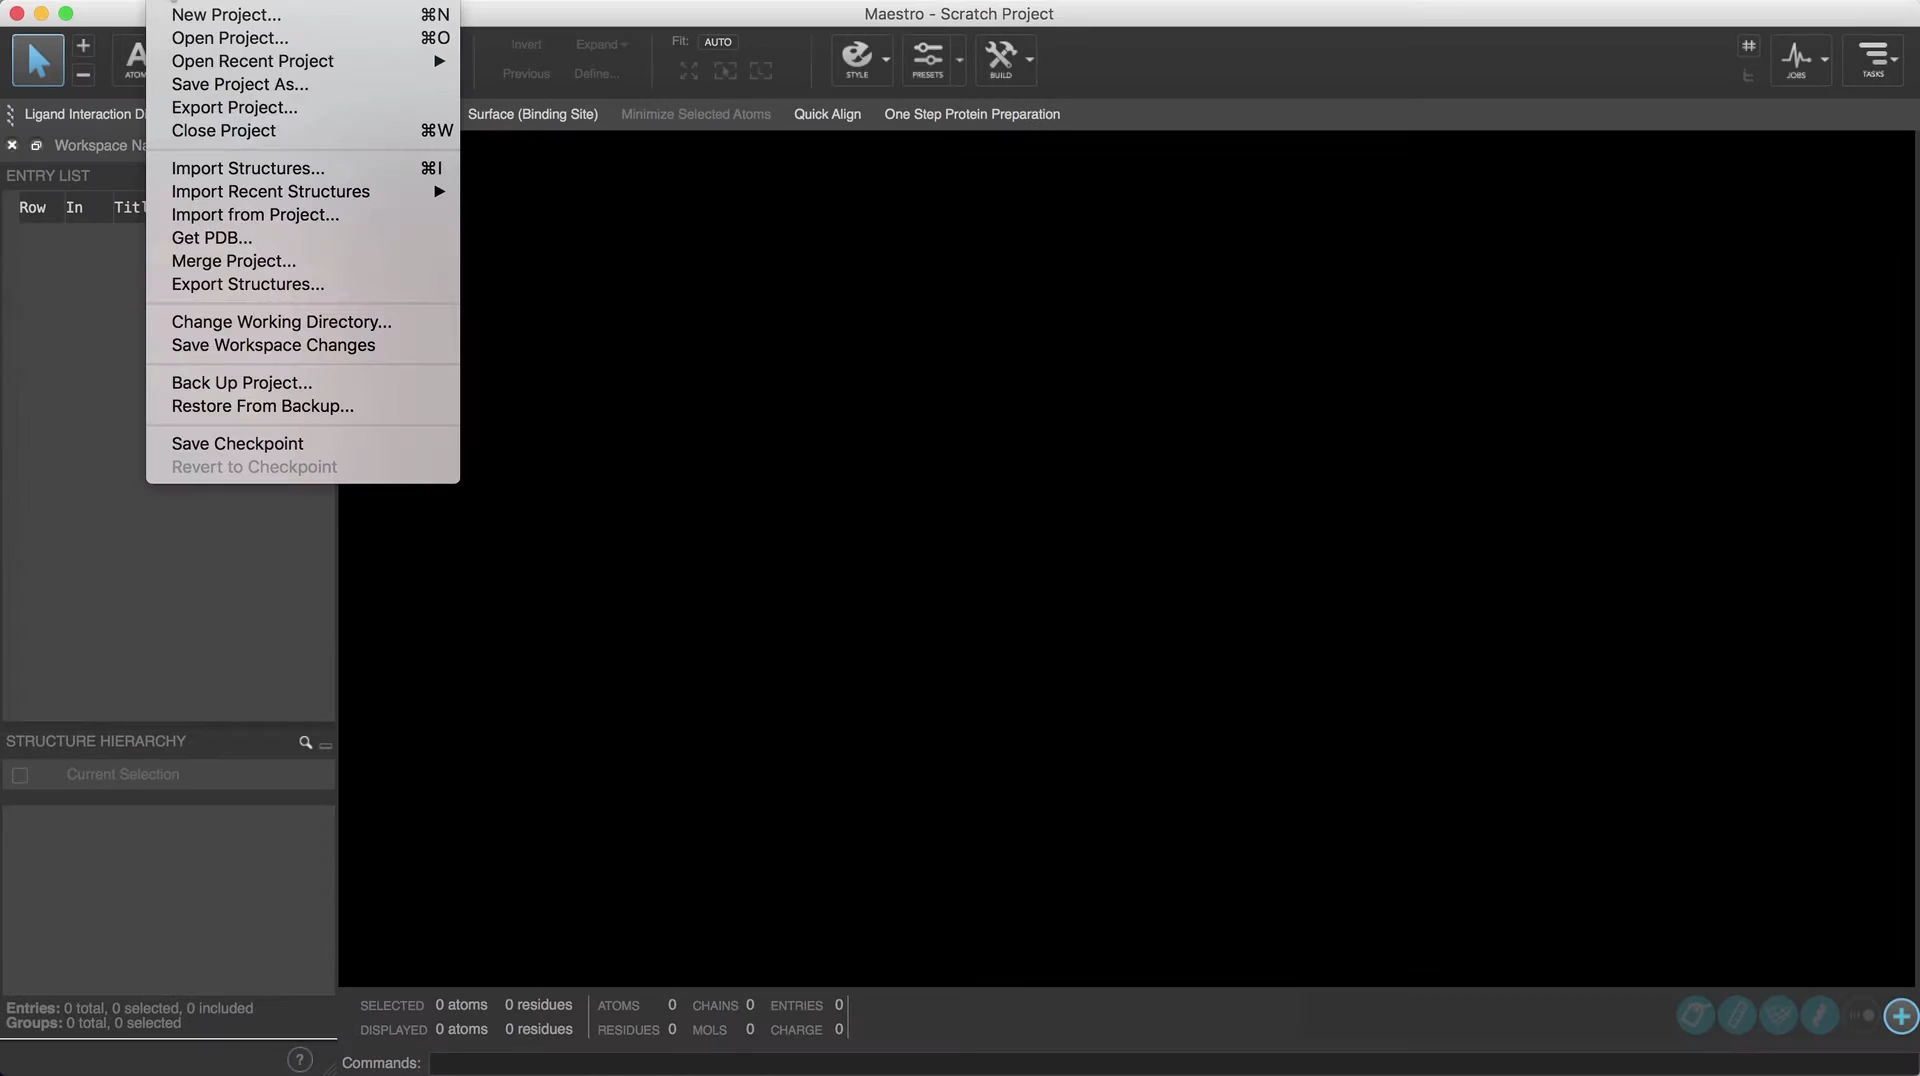 Maestro - Scratch Project
New Project... ⌘N
Open Project... ⌘O
Open Recent Project ▶
Save Project As...
Export Project...
Close Project ⌘W
Import Structures... ⌘I
Import Recent Structures ▶
Import from Project...
Get PDB...
Merge Project...
Export Structures...
Change Working Directory...
Save Workspace Changes
Back Up Project...
Restore From Backup...
Save Checkpoint
Revert to Checkpoint
Invert Expand
Previous Define...
Fit: AUTO
STYLE PRESETS BUILD
JOBS TASKS
Ligand Interaction Surface (Binding Site) Minimize Selected Atoms Quick Align One Step Protein Preparation
Workspace Na
ENTRY LIST
Row In Titl
STRUCTURE HIERARCHY
Current Selection
Entries: 0 total, 0 selected, 0 included
Groups: 0 total, 0 selected
SELECTED 0 atoms 0 residues ATOMS 0 CHAINS 0 ENTRIES 0
DISPLAYED 0 atoms 0 residues RESIDUES 0 MOLS 0 CHARGE 0
Commands: